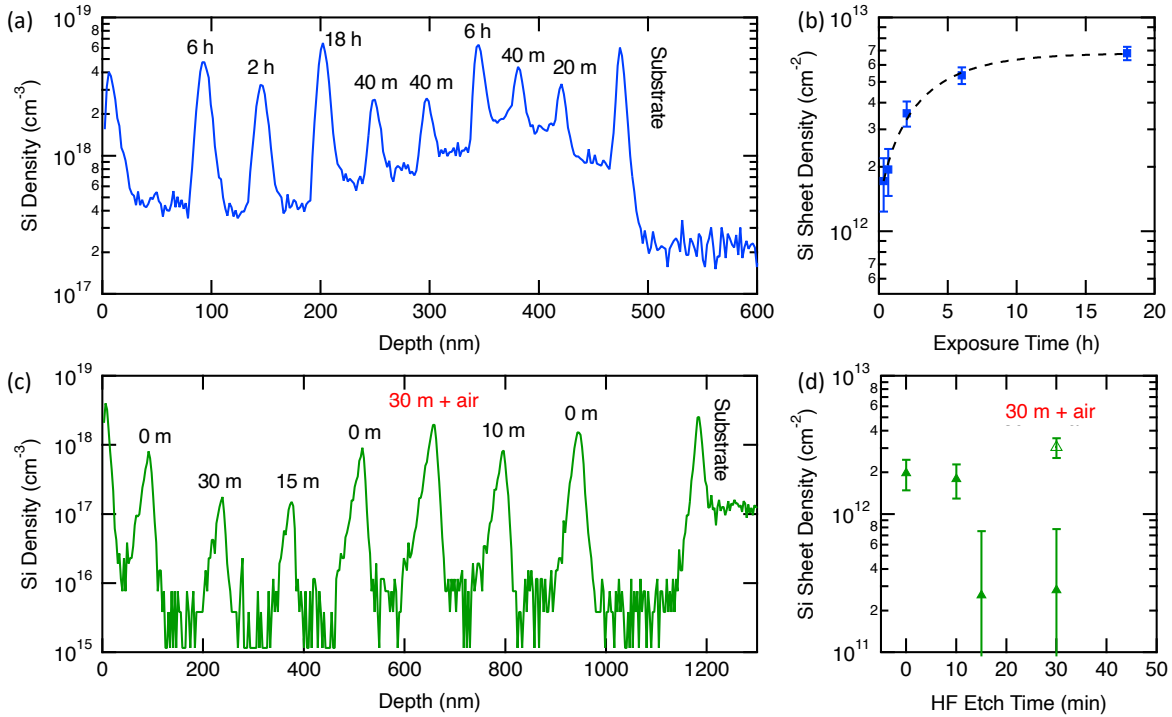 (a)
10^19
8
6
4
2
10^18
8
6
4
2
10^17
Si Density (cm^-3)
6 h
2 h
18 h
40 m
40 m
6 h
40 m
20 m
Substrate
0
100
200
300
400
500
600
Depth (nm)
(b)
10^13
8
7
6
5
4
3
2
10^12
8
7
6
5
Si Sheet Density (cm^-2)
0
5
10
15
20
Exposure Time (h)
(c)
10^19
10^18
10^17
10^16
10^15
Si Density (cm^-3)
0 m
30 m
15 m
0 m
30 m + air
10 m
0 m
Substrate
0
200
400
600
800
1000
1200
Depth (nm)
(d)
10^13
8
6
4
2
10^12
8
6
4
2
10^11
Si Sheet Density (cm^-2)
30 m + air
0
10
20
30
40
50
HF Etch Time (min)